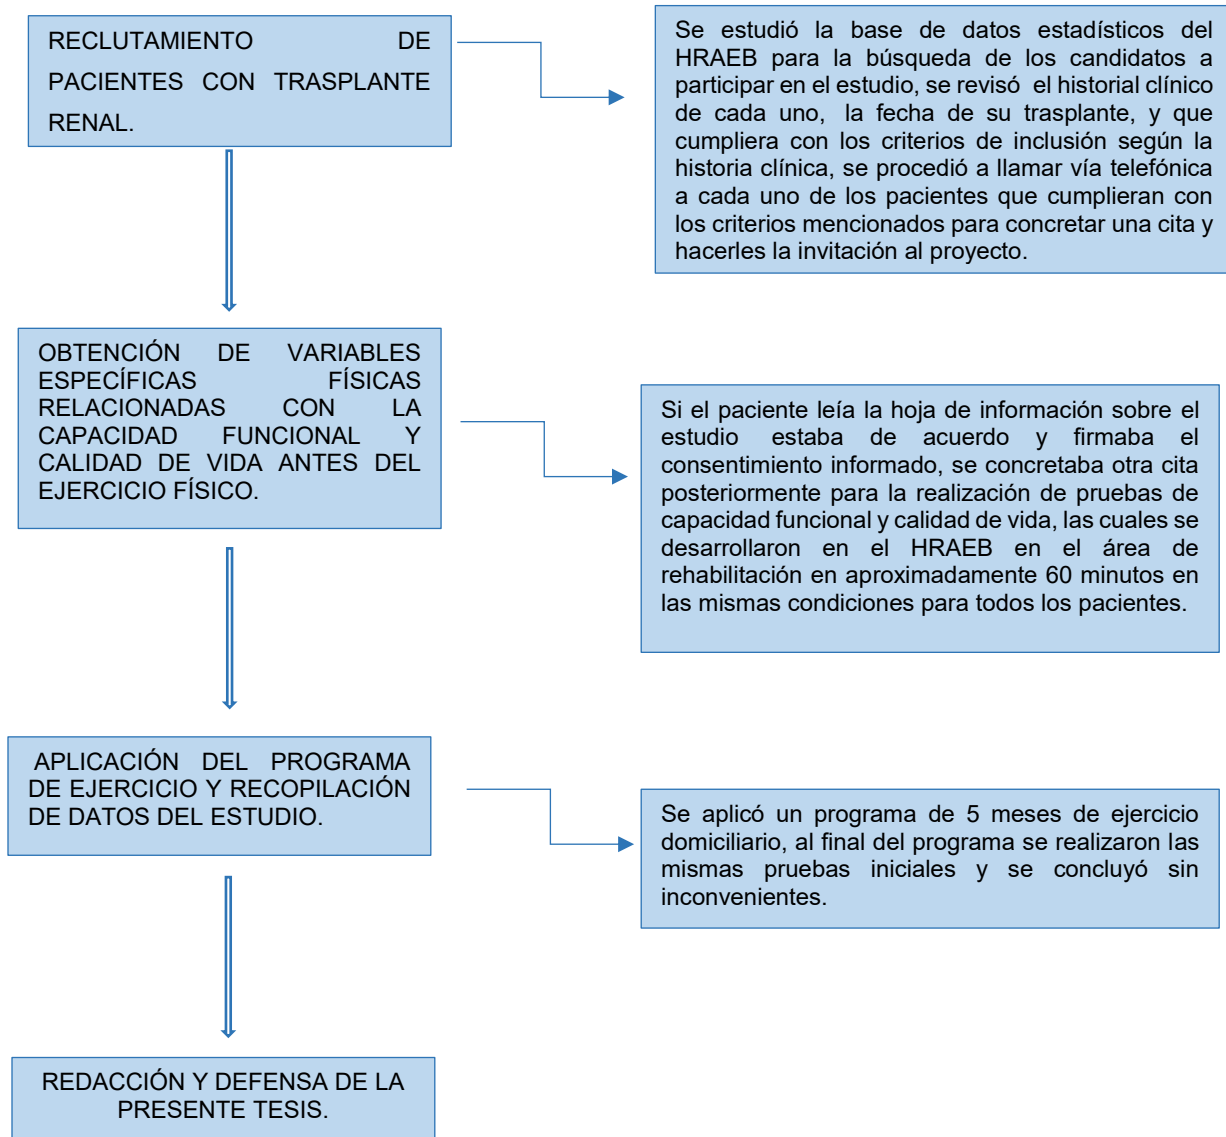 RECLUTAMIENTO DE
PACIENTES CON TRASPLANTE
RENAL.
Se estudió la base de datos estadísticos del
HRAEB para la búsqueda de los candidatos a
participar en el estudio, se revisó el historial clínico
de cada uno, la fecha de su trasplante, y que
cumpliera con los criterios de inclusión según la
historia clínica, se procedió a llamar vía telefónica
a cada uno de los pacientes que cumplieran con
los criterios mencionados para concretar una cita y
hacerles la invitación al proyecto.
OBTENCIÓN DE VARIABLES
ESPECÍFICAS FÍSICAS
RELACIONADAS CON LA
CAPACIDAD FUNCIONAL Y
CALIDAD DE VIDA ANTES DEL
EJERCICIO FÍSICO.
Si el paciente leía la hoja de información sobre el
estudio estaba de acuerdo y firmaba el
consentimiento informado, se concretaba otra cita
posteriormente para la realización de pruebas de
capacidad funcional y calidad de vida, las cuales se
desarrollaron en el HRAEB en el área de
rehabilitación en aproximadamente 60 minutos en
las mismas condiciones para todos los pacientes.
APLICACIÓN DEL PROGRAMA
DE EJERCICIO Y RECOPILACIÓN
DE DATOS DEL ESTUDIO.
Se aplicó un programa de 5 meses de ejercicio
domiciliario, al final del programa se realizaron las
mismas pruebas iniciales y se concluyó sin
inconvenientes.
REDACCIÓN Y DEFENSA DE LA
PRESENTE TESIS.